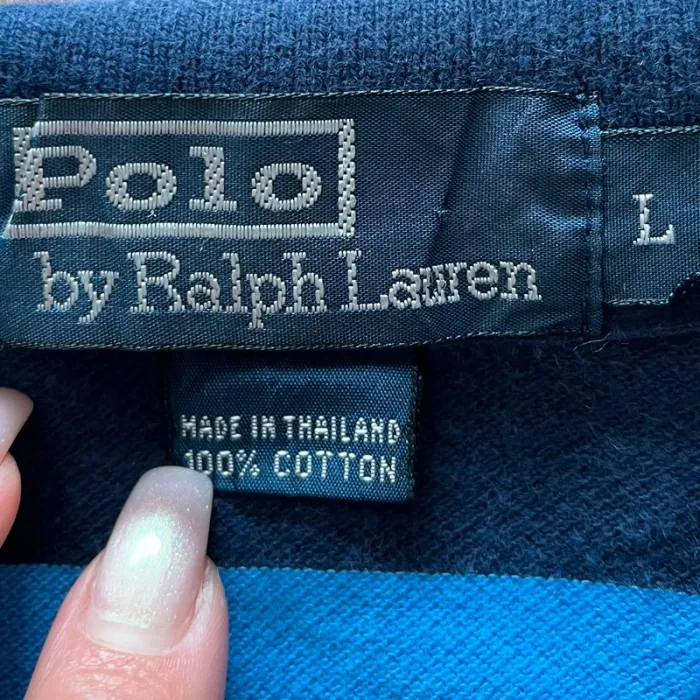 Polo
by Ralph Lauren
L
MADE IN THAILAND
100% COTTON